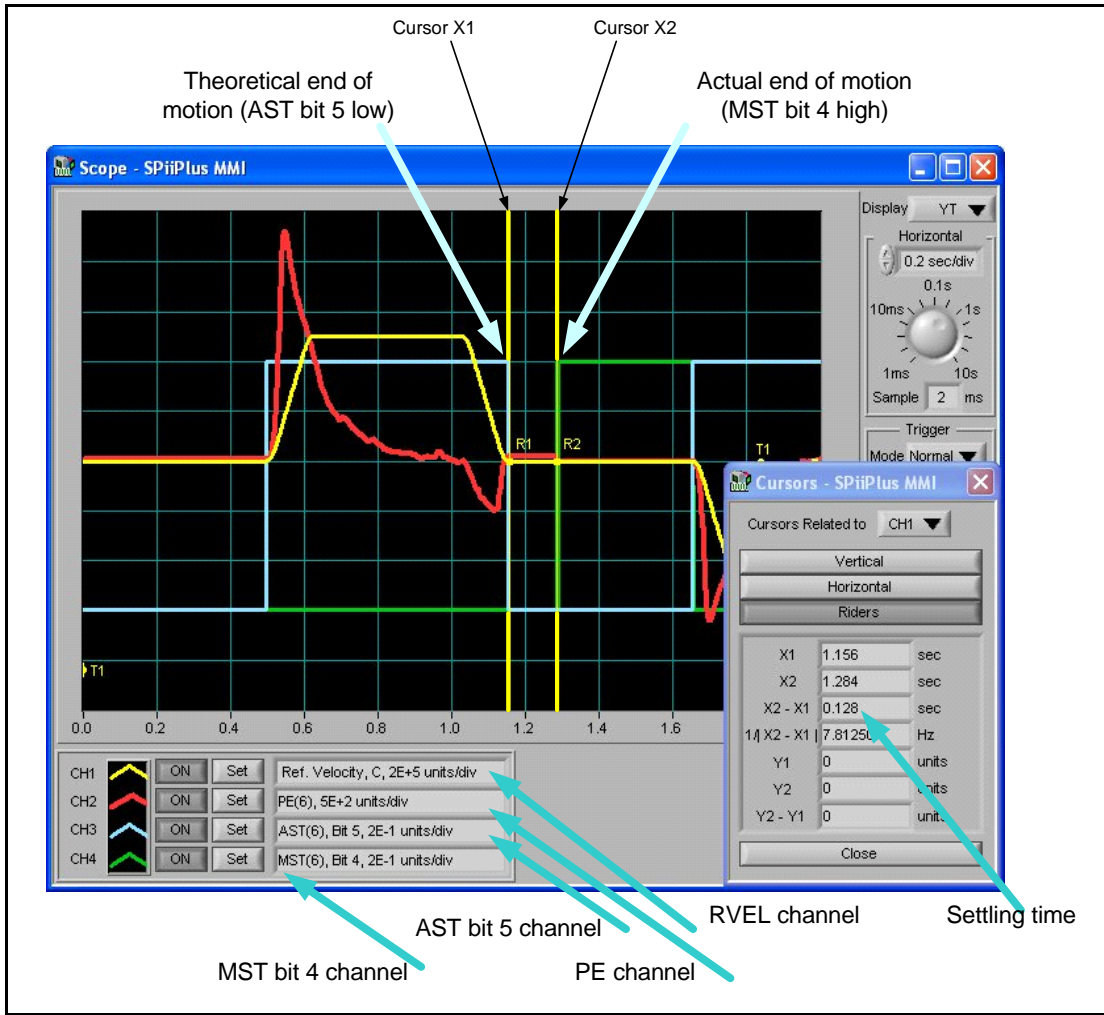 Cursor X1
Cursor X2
Theoretical end of
motion (AST bit 5 low)
Actual end of motion
(MST bit 4 high)
Scope - SPiiPlus MMI
Display YT
Horizontal
0.2 sec/div
0.1s
10ms
1s
1ms
10s
Sample 2 ms
Trigger
Mode Normal
R1
R2
T1
T1
0.0 0.2 0.4 0.6 0.8 1.0 1.2 1.4 1.6
Cursors - SPiiPlus MMI
Cursors Related to CH1
Vertical
Horizontal
Riders
X1 1.156 sec
X2 1.284 sec
X2 - X1 0.128 sec
1/| X2 - X1 | 7.81250 Hz
Y1 0 units
Y2 0 units
Y2 - Y1 0 units
Close
CH1 ON Set Ref. Velocity, C, 2E+5 units/div
CH2 ON Set PE(6), 5E+2 units/div
CH3 ON Set AST(6), Bit 5, 2E-1 units/div
CH4 ON Set MST(6), Bit 4, 2E-1 units/div
RVEL channel
Settling time
AST bit 5 channel
PE channel
MST bit 4 channel